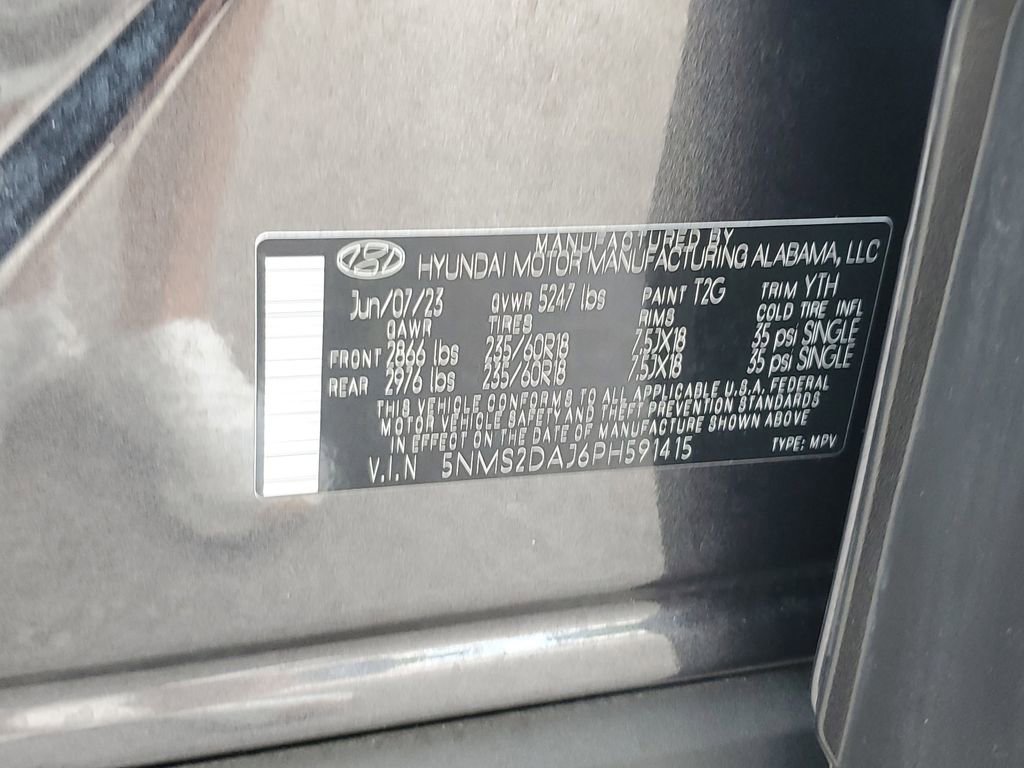 MANUFACTURED BY
HYUNDAI MOTOR MANUFACTURING ALABAMA, LLC
Jun/07/23 GVWR 5247 lbs PAINT T2G TRIM YTH
GAWR TIRES RIMS COLD TIRE INFL
FRONT 2866 lbs 235/60R18 7.5JX18 35 psi SINGLE
REAR 2976 lbs 235/60R18 7.5JX18 35 psi SINGLE
THIS VEHICLE CONFORMS TO ALL APPLICABLE U.S.A. FEDERAL
MOTOR VEHICLE SAFETY AND THEFT PREVENTION STANDARDS
IN EFFECT ON THE DATE OF MANUFACTURE SHOWN ABOVE
V.I.N 5NMS2DAJ6PH591415 TYPE: MPV